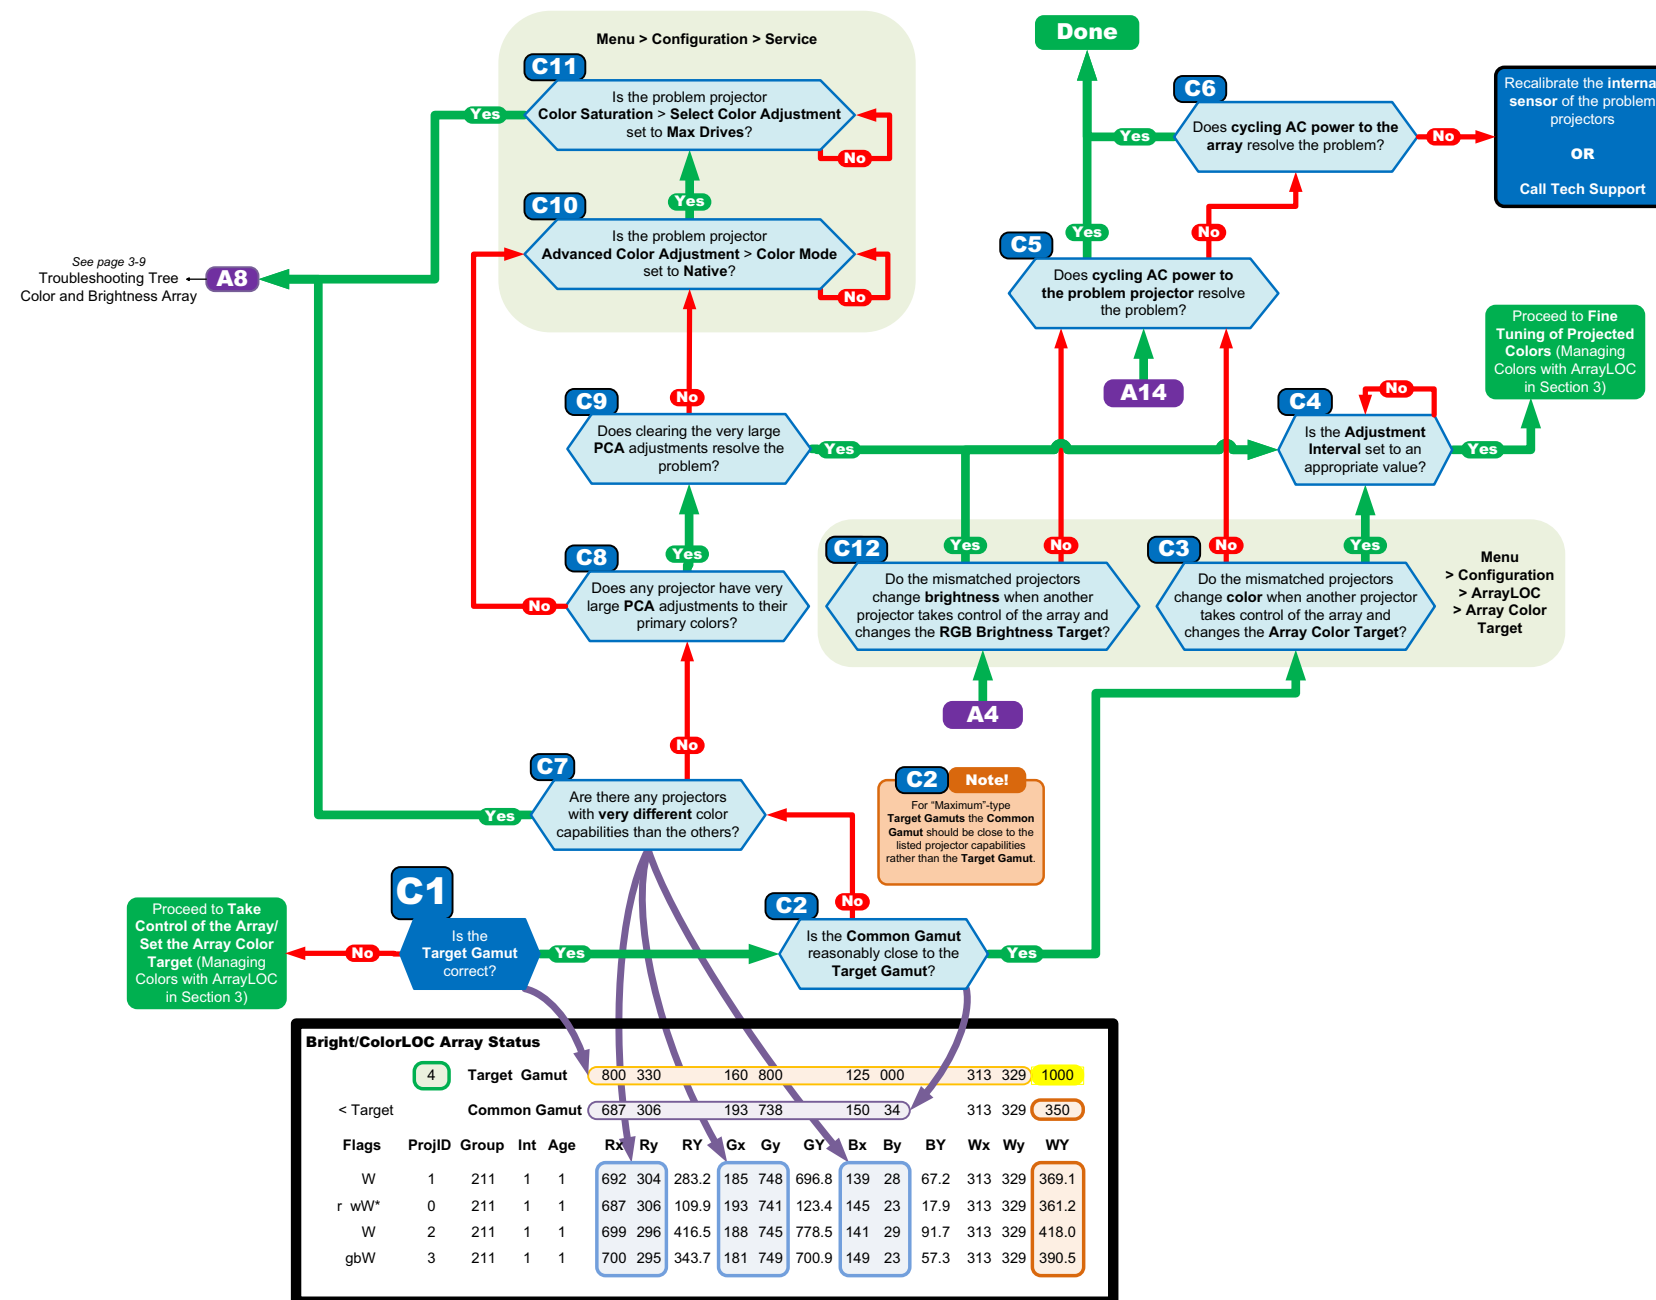 Menu > Configuration > Service
C11
Is the problem projector
Color Saturation > Select Color Adjustment
set to Max Drives?
Yes
No
Yes
C10
Is the problem projector
Advanced Color Adjustment > Color Mode
set to Native?
No
See page 3-9
Troubleshooting Tree
Color and Brightness Array
A8
Done
C6
Does cycling AC power to the
array resolve the problem?
Yes
No
Recalibrate the interna
sensor of the problem
projectors
OR
Call Tech Support
Yes
No
C5
Does cycling AC power to
the problem projector resolve
the problem?
A14
Proceed to Fine
Tuning of Projected
Colors (Managing
Colors with ArrayLOC
in Section 3)
No
C4
Is the Adjustment
Interval set to an
appropriate value?
Yes
No
C9
Does clearing the very large
PCA adjustments resolve the
problem?
Yes
Yes
C8
Does any projector have very
large PCA adjustments to their
primary colors?
No
C12
Yes
No
Do the mismatched projectors
change brightness when another
projector takes control of the array and
changes the RGB Brightness Target?
C3
No
Yes
Do the mismatched projectors
change color when another projector
takes control of the array and
changes the Array Color Target?
Menu
> Configuration
> ArrayLOC
> Array Color
Target
A4
No
C7
Are there any projectors
with very different color
capabilities than the others?
Yes
C2
Note!
For “Maximum”-type
Target Gamuts the Common
Gamut should be close to the
listed projector capabilities
rather than the Target Gamut.
C1
Is the
Target Gamut
correct?
No
Yes
Proceed to Take
Control of the Array/
Set the Array Color
Target (Managing
Colors with ArrayLOC
in Section 3)
No
C2
Is the Common Gamut
reasonably close to the
Target Gamut?
Yes
Bright/ColorLOC Array Status
4 Target Gamut 800 330 160 800 125 000 313 329 1000
< Target Common Gamut 687 306 193 738 150 34 313 329 350
Flags ProjID Group Int Age Rx Ry RY Gx Gy GY Bx By BY Wx Wy WY
W 1 211 1 1 692 304 283.2 185 748 696.8 139 28 67.2 313 329 369.1
r wW* 0 211 1 1 687 306 109.9 193 741 123.4 145 23 17.9 313 329 361.2
W 2 211 1 1 699 296 416.5 188 745 778.5 141 29 91.7 313 329 418.0
gbW 3 211 1 1 700 295 343.7 181 749 700.9 149 23 57.3 313 329 390.5